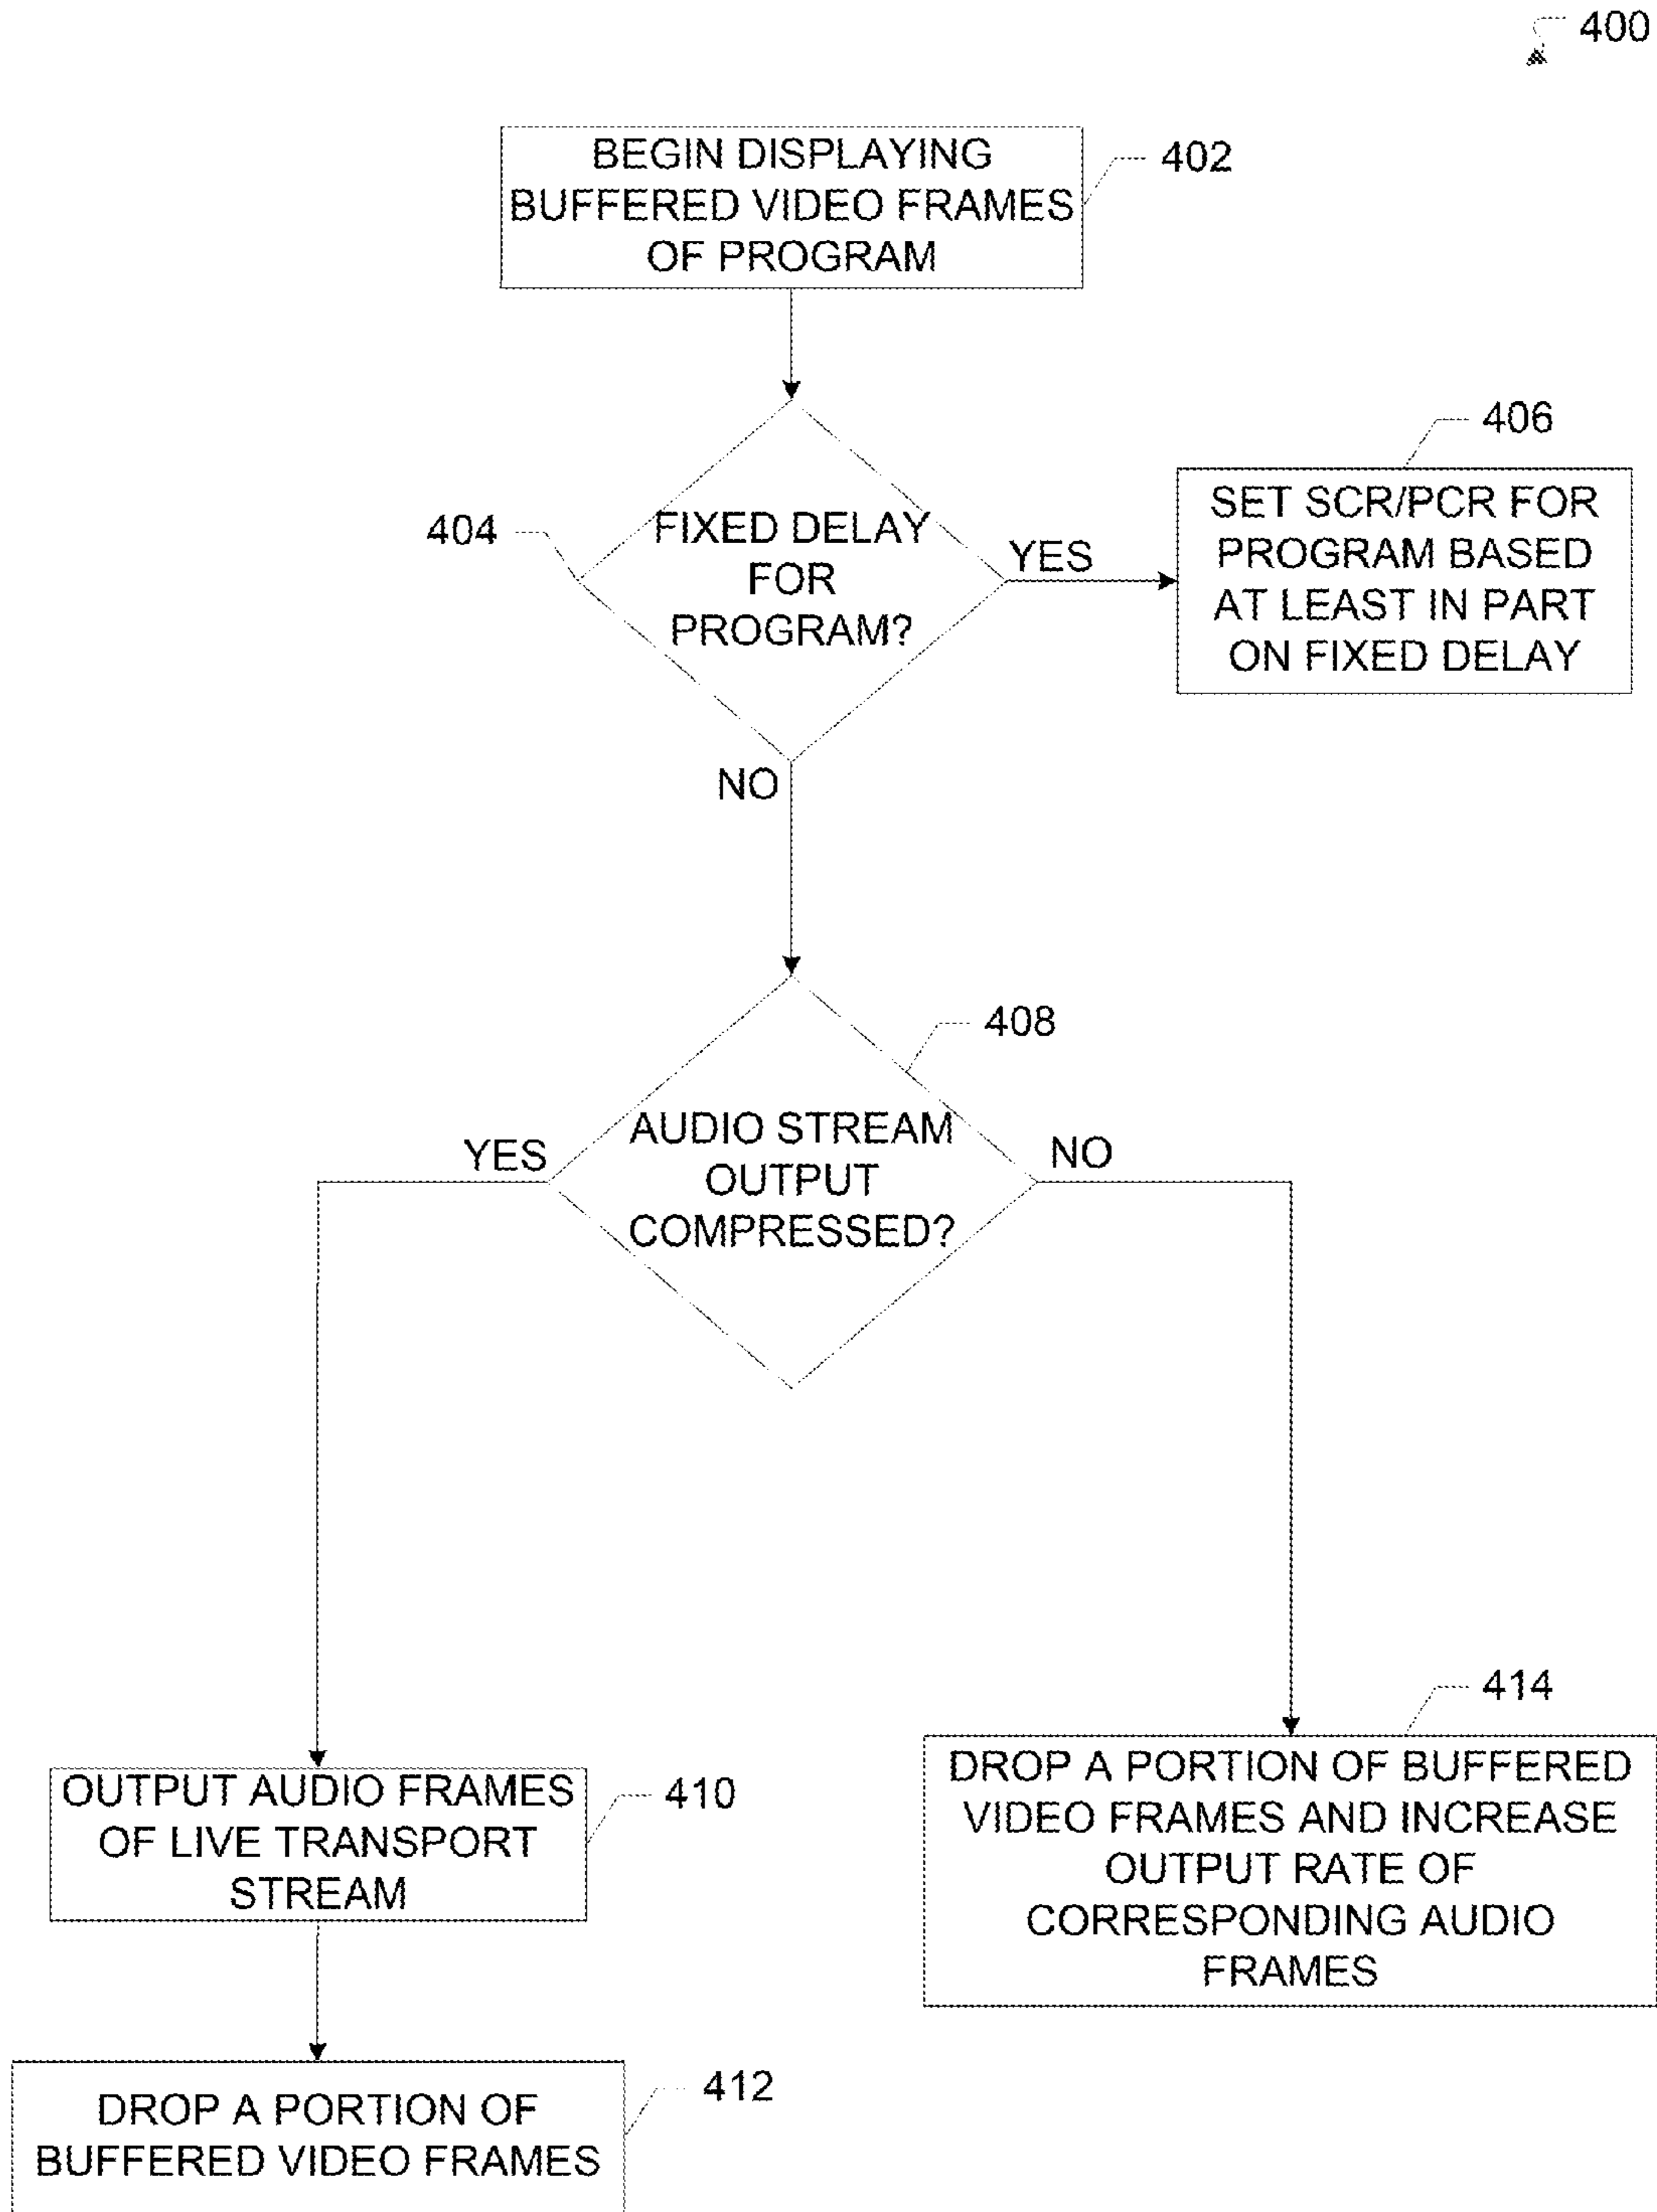 400
BEGIN DISPLAYING
BUFFERED VIDEO FRAMES
OF PROGRAM
402
404
FIXED DELAY
FOR
PROGRAM?
YES
406
SET SCR/PCR FOR
PROGRAM BASED
AT LEAST IN PART
ON FIXED DELAY
NO
408
AUDIO STREAM
OUTPUT
COMPRESSED?
YES
NO
OUTPUT AUDIO FRAMES
OF LIVE TRANSPORT
STREAM
410
414
DROP A PORTION OF BUFFERED
VIDEO FRAMES AND INCREASE
OUTPUT RATE OF
CORRESPONDING AUDIO
FRAMES
DROP A PORTION OF
BUFFERED VIDEO FRAMES
412